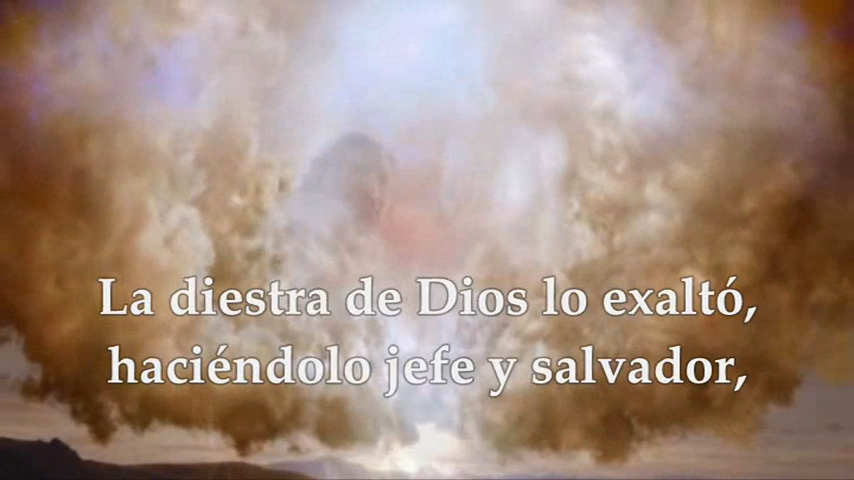 La diestra de Dios lo exaltó,
haciéndolo jefe y salvador,